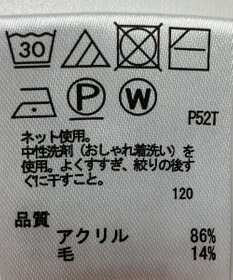 30
P W
P52T
ネット使用。
中性洗剤（おしゃれ着洗い）を
使用。よくすすぎ、絞りの後す
ぐに干すこと。
120
品質
アクリル 86%
毛 14%